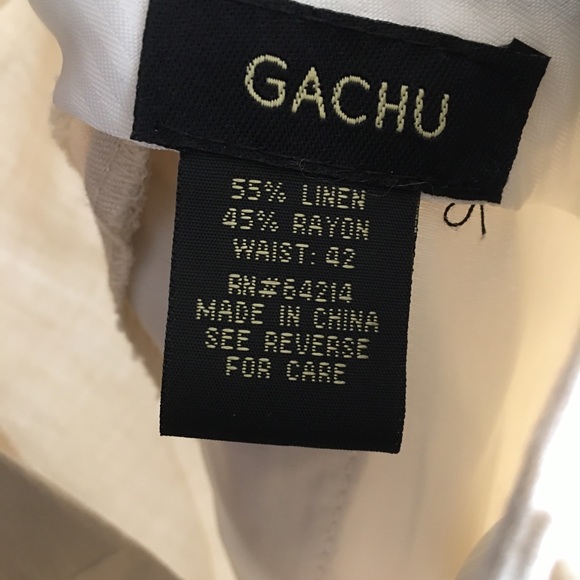 GACHU
55% LINEN
45% RAYON
WAIST: 42
RN#64214
MADE IN CHINA
SEE REVERSE
FOR CARE